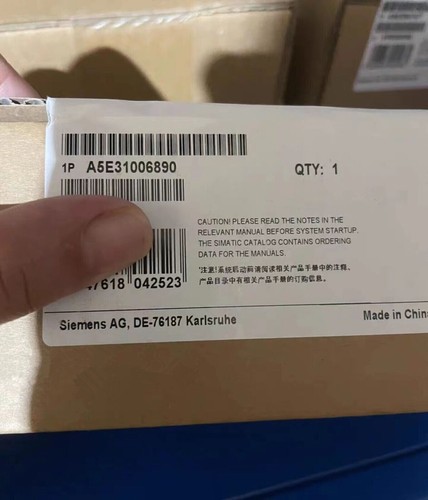 1P A5E31006890
QTY: 1
CAUTION! PLEASE READ THE NOTES IN THE
RELEVANT MANUAL BEFORE SYSTEM STARTUP.
THE SIMATIC CATALOG CONTAINS ORDERING
DATA FOR THE MANUALS.
注意!系统启动前请阅读相关产品手册中的注意。
产品目录中有相关产品手册的订购信息。
47618 042523
Siemens AG, DE-76187 Karlsruhe
Made in China